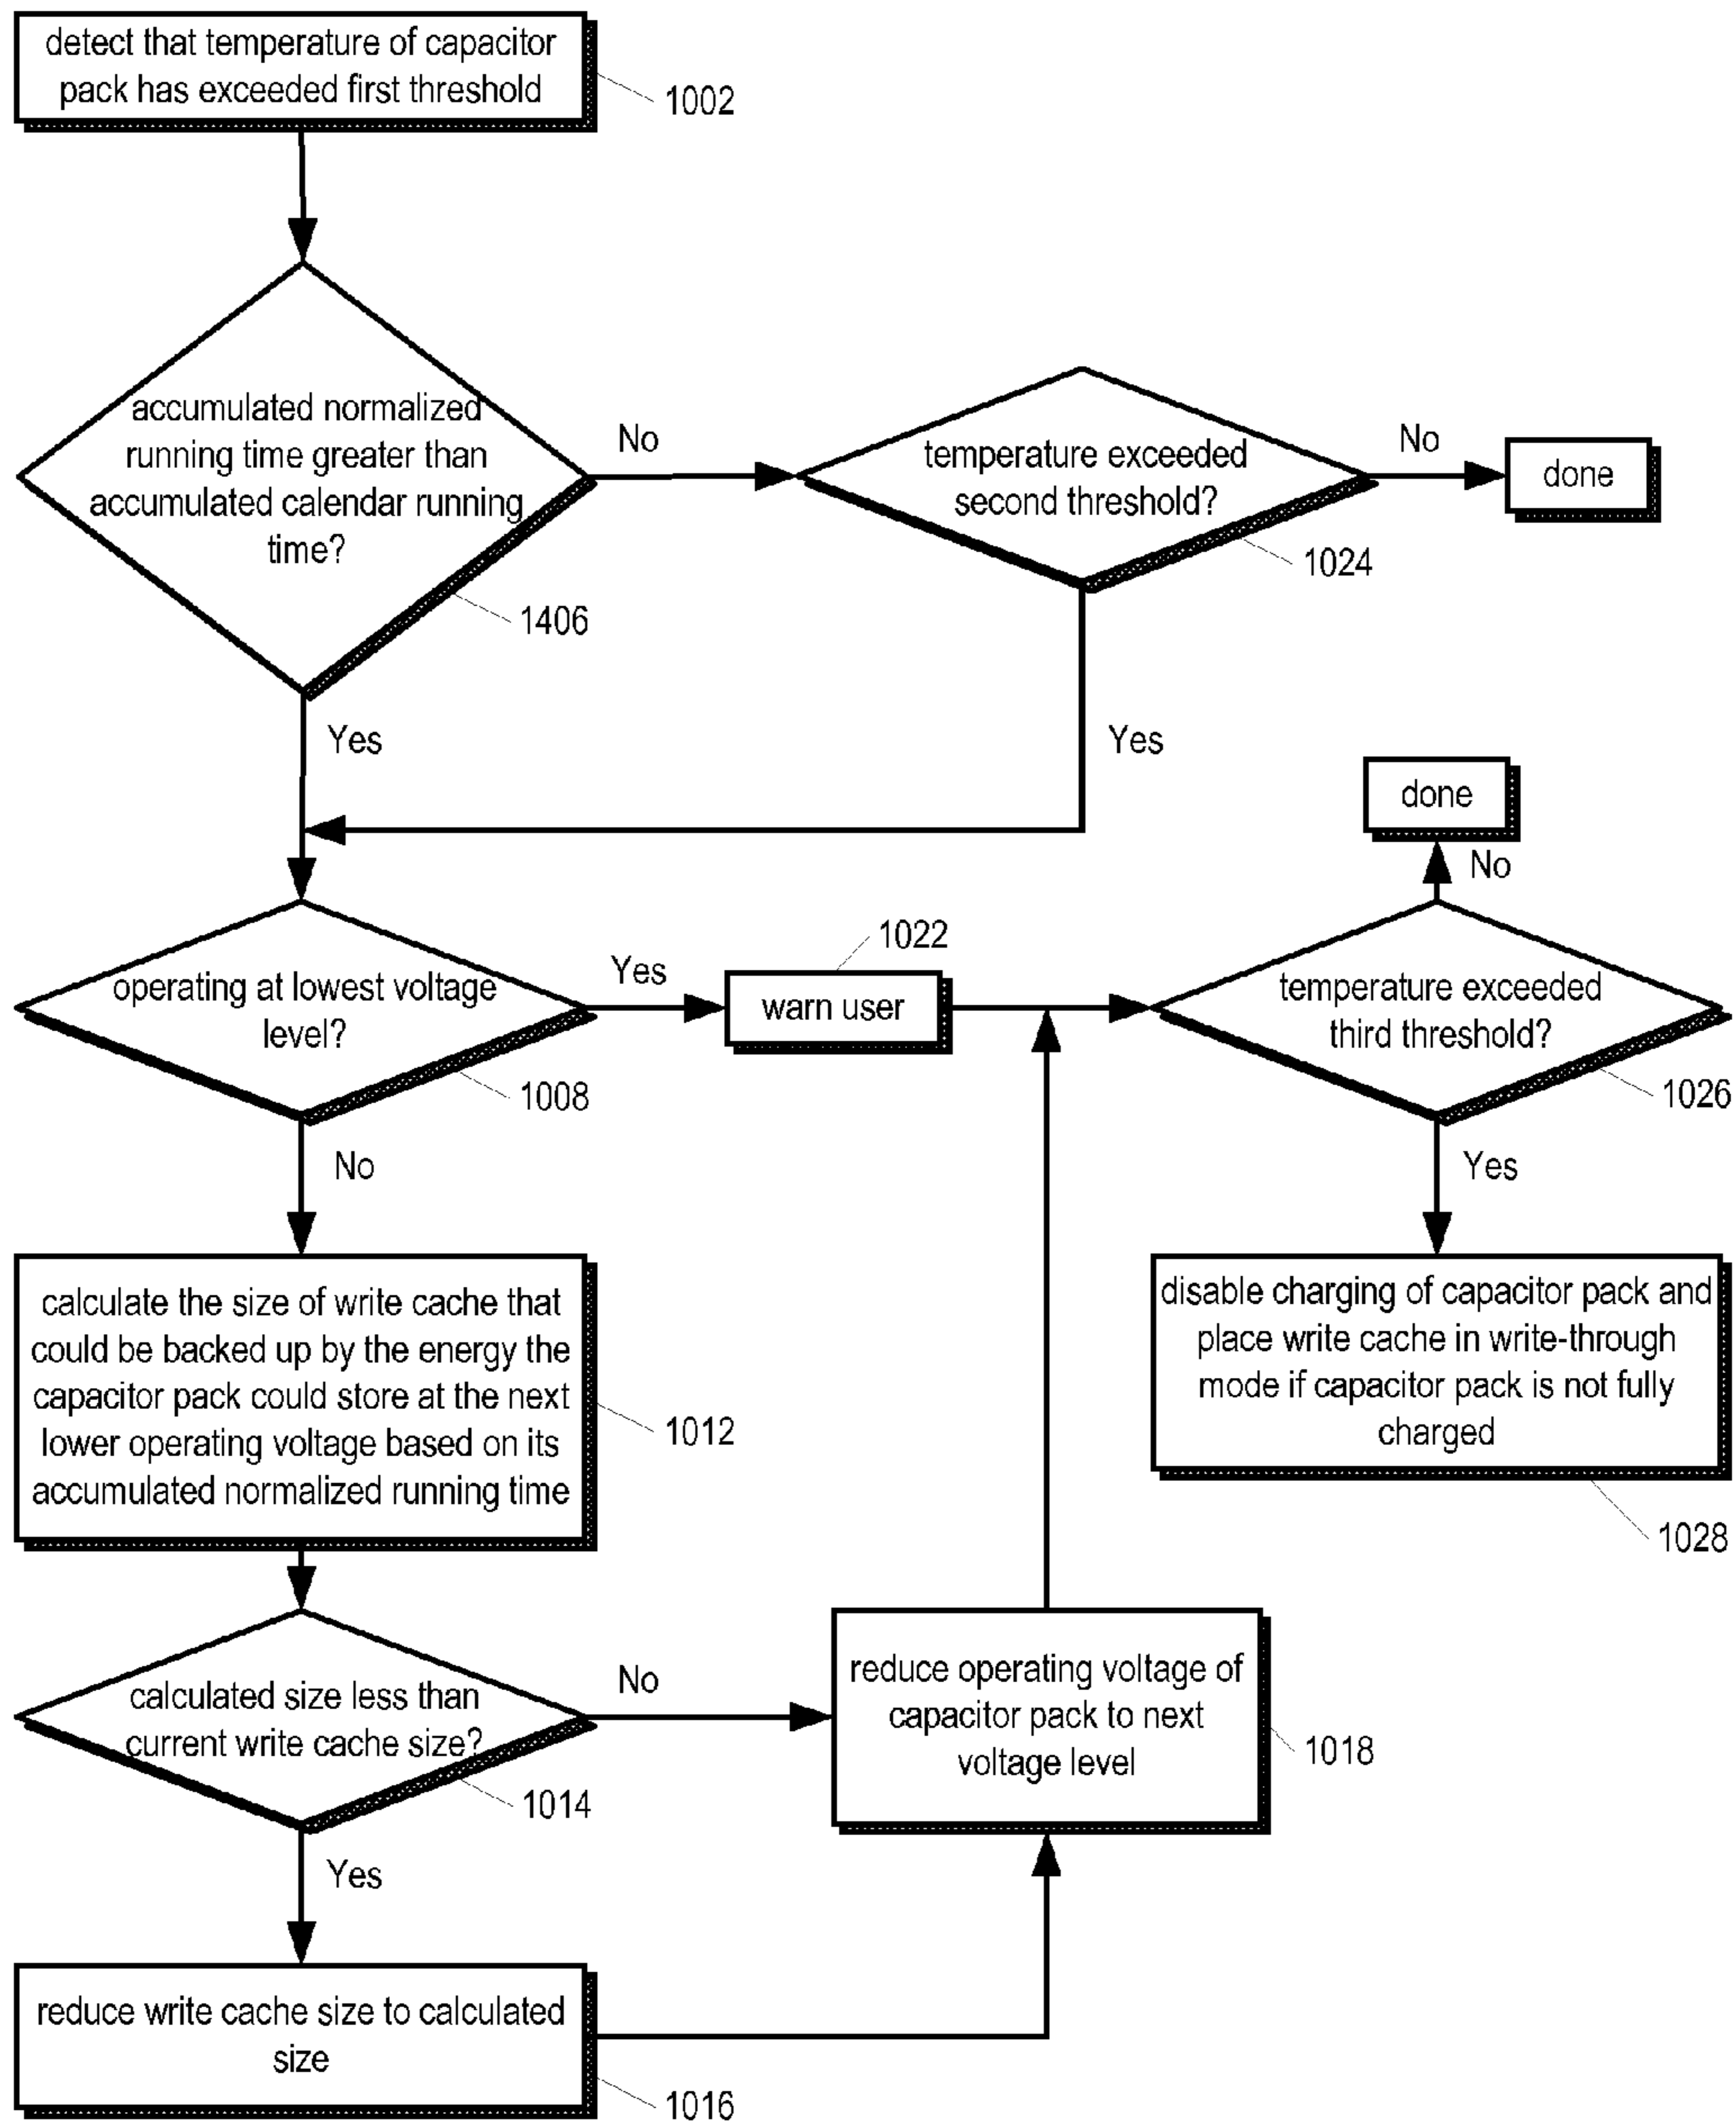 detect that temperature of capacitor
pack has exceeded first threshold
1002
accumulated normalized
running time greater than
accumulated calendar running
time?
1406
No
temperature exceeded
second threshold?
1024
No
done
Yes
Yes
done
No
operating at lowest voltage
level?
1008
Yes
1022
warn user
temperature exceeded
third threshold?
1026
No
Yes
calculate the size of write cache that
could be backed up by the energy the
capacitor pack could store at the next
lower operating voltage based on its
accumulated normalized running time
1012
disable charging of capacitor pack and
place write cache in write-through
mode if capacitor pack is not fully
charged
1028
calculated size less than
current write cache size?
1014
No
reduce operating voltage of
capacitor pack to next
voltage level
1018
Yes
reduce write cache size to calculated
size
1016